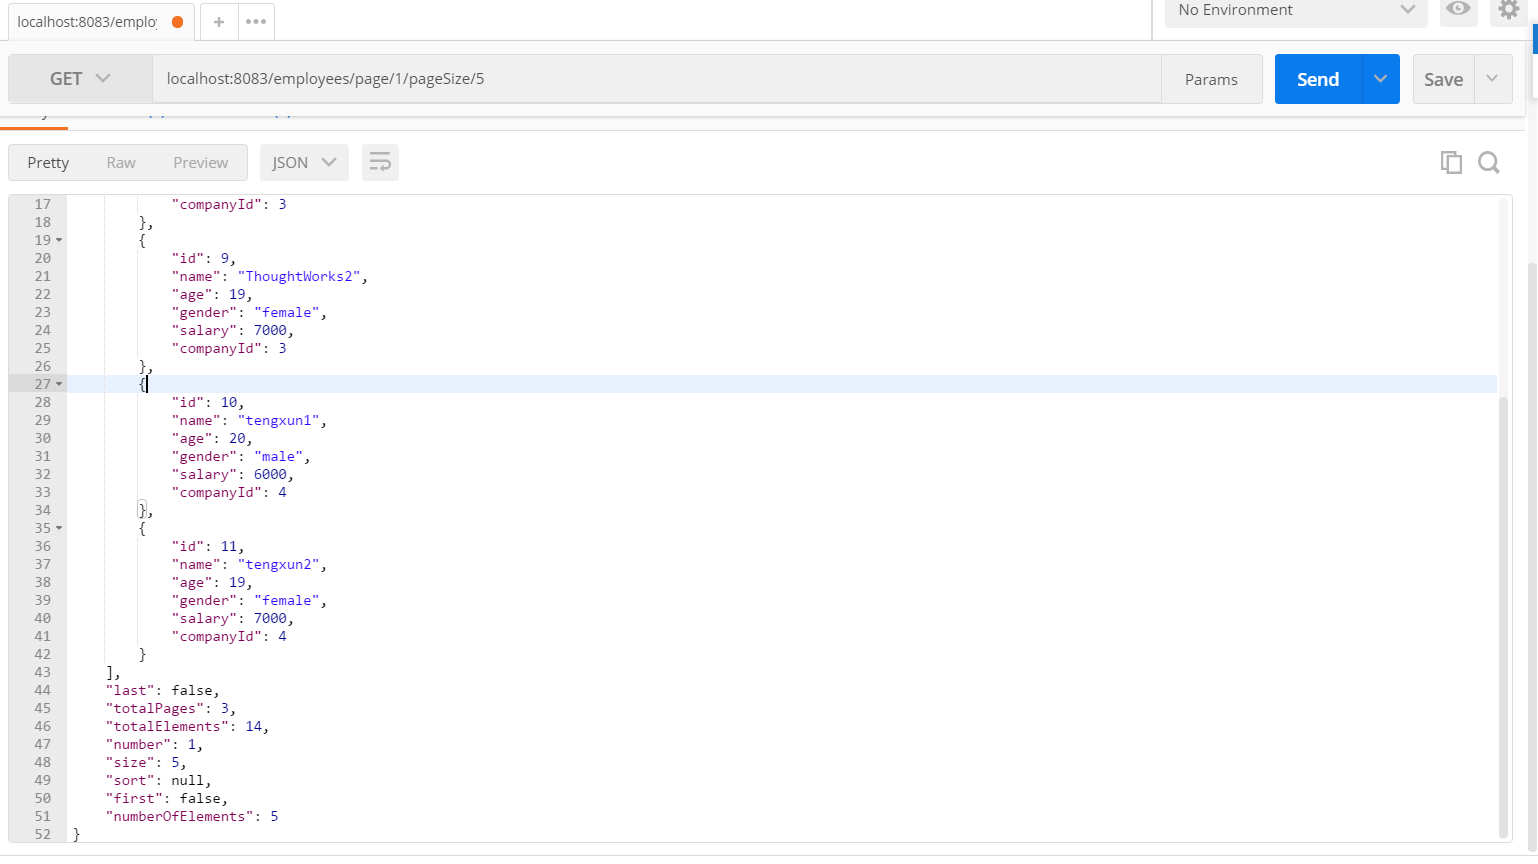 localhost:8083/emplo
+
•••
No Environment
GET
localhost:8083/employees/page/1/pageSize/5
Params
Send
Save
Pretty
Raw
Preview
JSON
17 "companyId": 3
18 },
19 {
20 "id": 9,
21 "name": "ThoughtWorks2",
22 "age": 19,
23 "gender": "female",
24 "salary": 7000,
25 "companyId": 3
26 },
27 {
28 "id": 10,
29 "name": "tengxun1",
30 "age": 20,
31 "gender": "male",
32 "salary": 6000,
33 "companyId": 4
34 },
35 {
36 "id": 11,
37 "name": "tengxun2",
38 "age": 19,
39 "gender": "female",
40 "salary": 7000,
41 "companyId": 4
42 }
43 ],
44 "last": false,
45 "totalPages": 3,
46 "totalElements": 14,
47 "number": 1,
48 "size": 5,
49 "sort": null,
50 "first": false,
51 "numberOfElements": 5
52 }